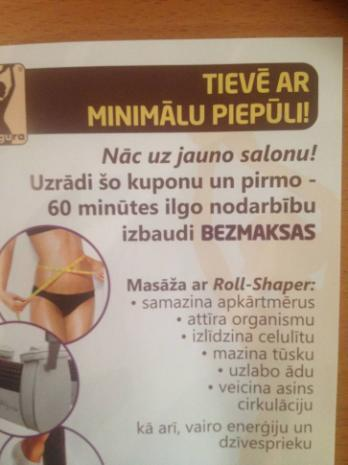 gura
TIEVĒ AR
MINIMĀLU PIEPŪLI!
Nāc uz jauno salonu!
Uzrādi šo kuponu un pirmo -
60 minūtes ilgo nodarbību
izbaudi BEZMAKSAS
Masāža ar Roll-Shaper:
• samazina apkārtmērus
• attīra organismu
• izlīdzina celulītu
• mazina tūsku
• uzlabo ādu
• veicina asins
cirkulāciju
kā arī, vairo enerģiju un
dzīvesprieku